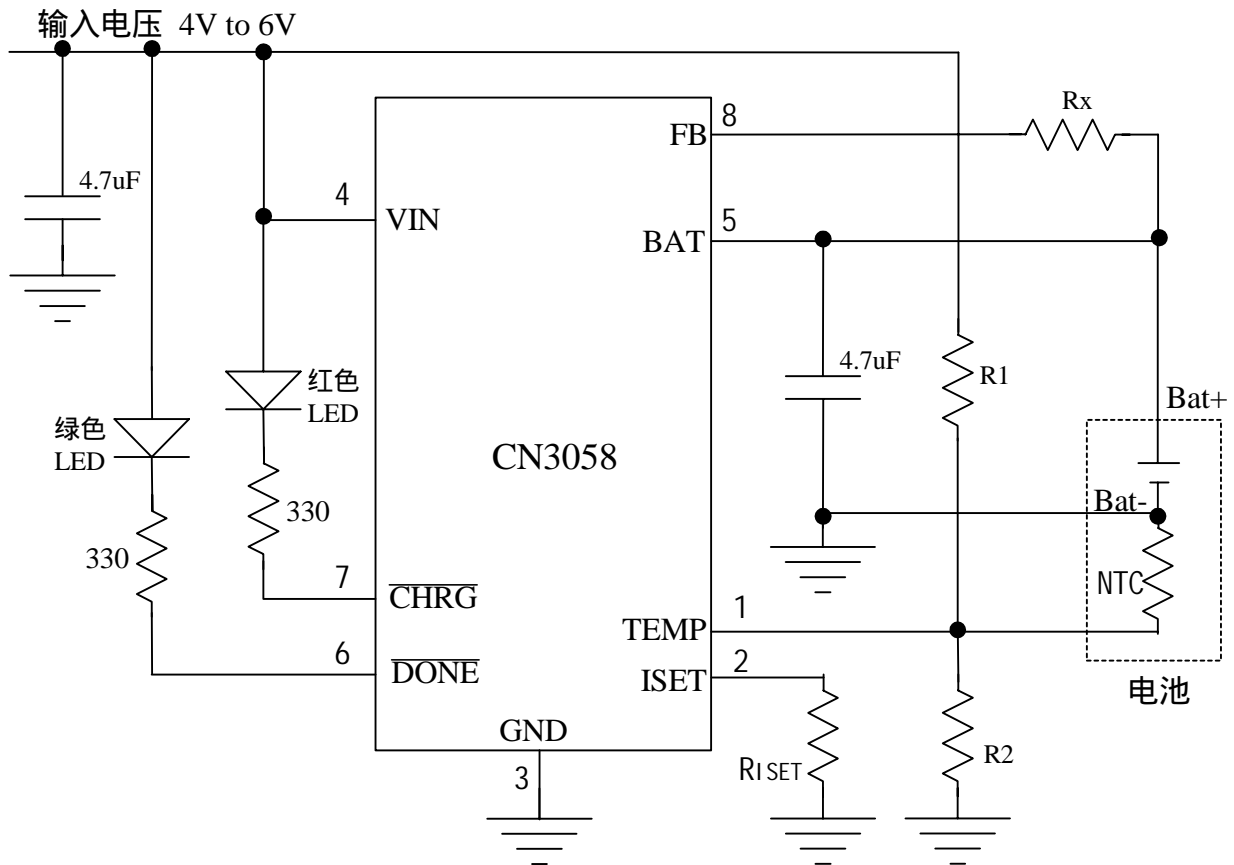 输入电压 4V to 6V
Rx
8
FB
4.7uF
4
VIN
5
BAT
红色
LED
4.7uF
R1
Bat+
绿色
LED
CN3058
330
Bat-
330
7
CHRG
NTC
1
TEMP
6
DONE
2
ISET
电池
GND
RISET
R2
3